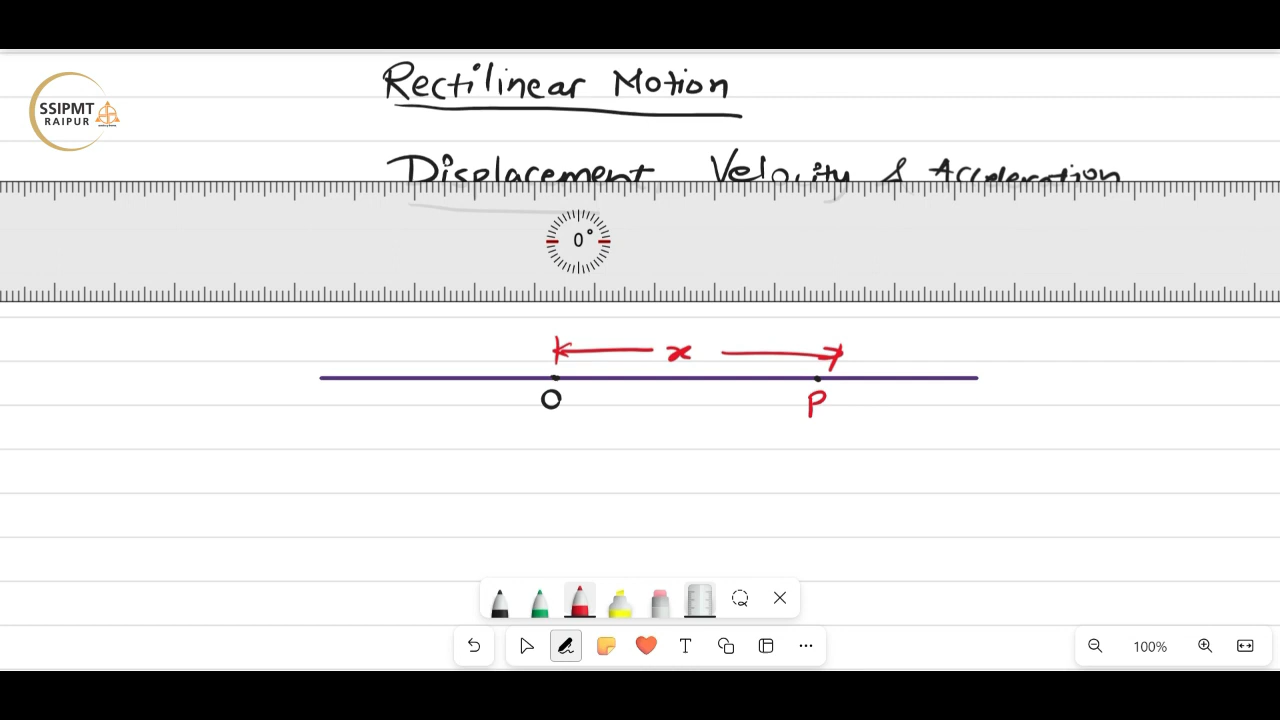 Rectilinear Motion
SSIPMT
RAIPUR
Displacement Velocity & Acceleration
0°
x
O
P
T
100%